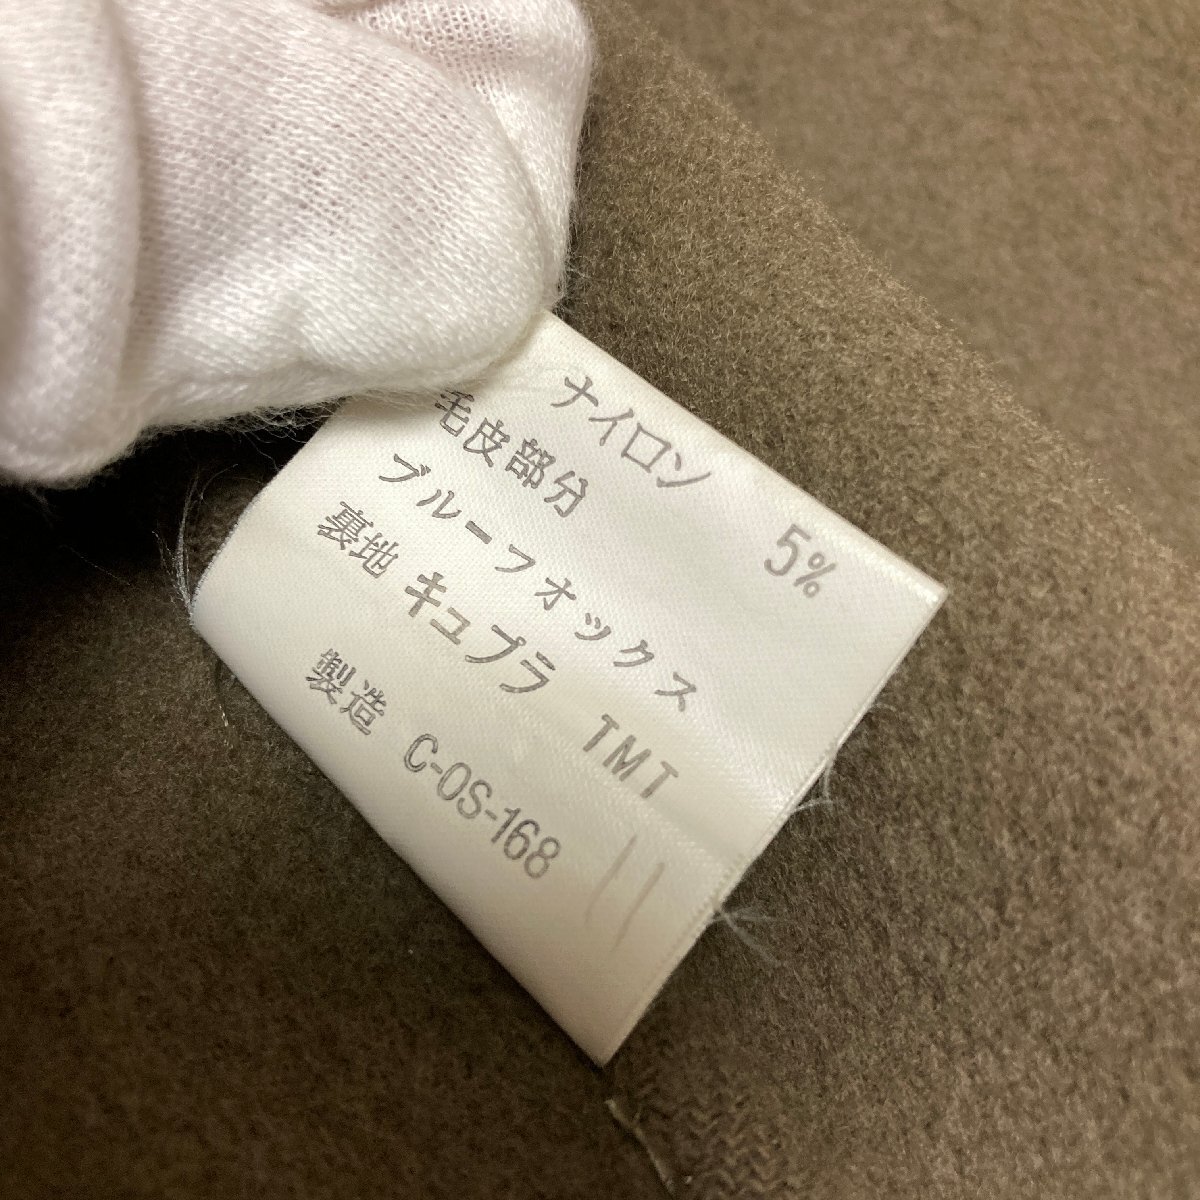 ナイロン 5%
毛皮部分
ブルーフォックス
裏地 キュプラ TMT
製造 C-OS-168 11